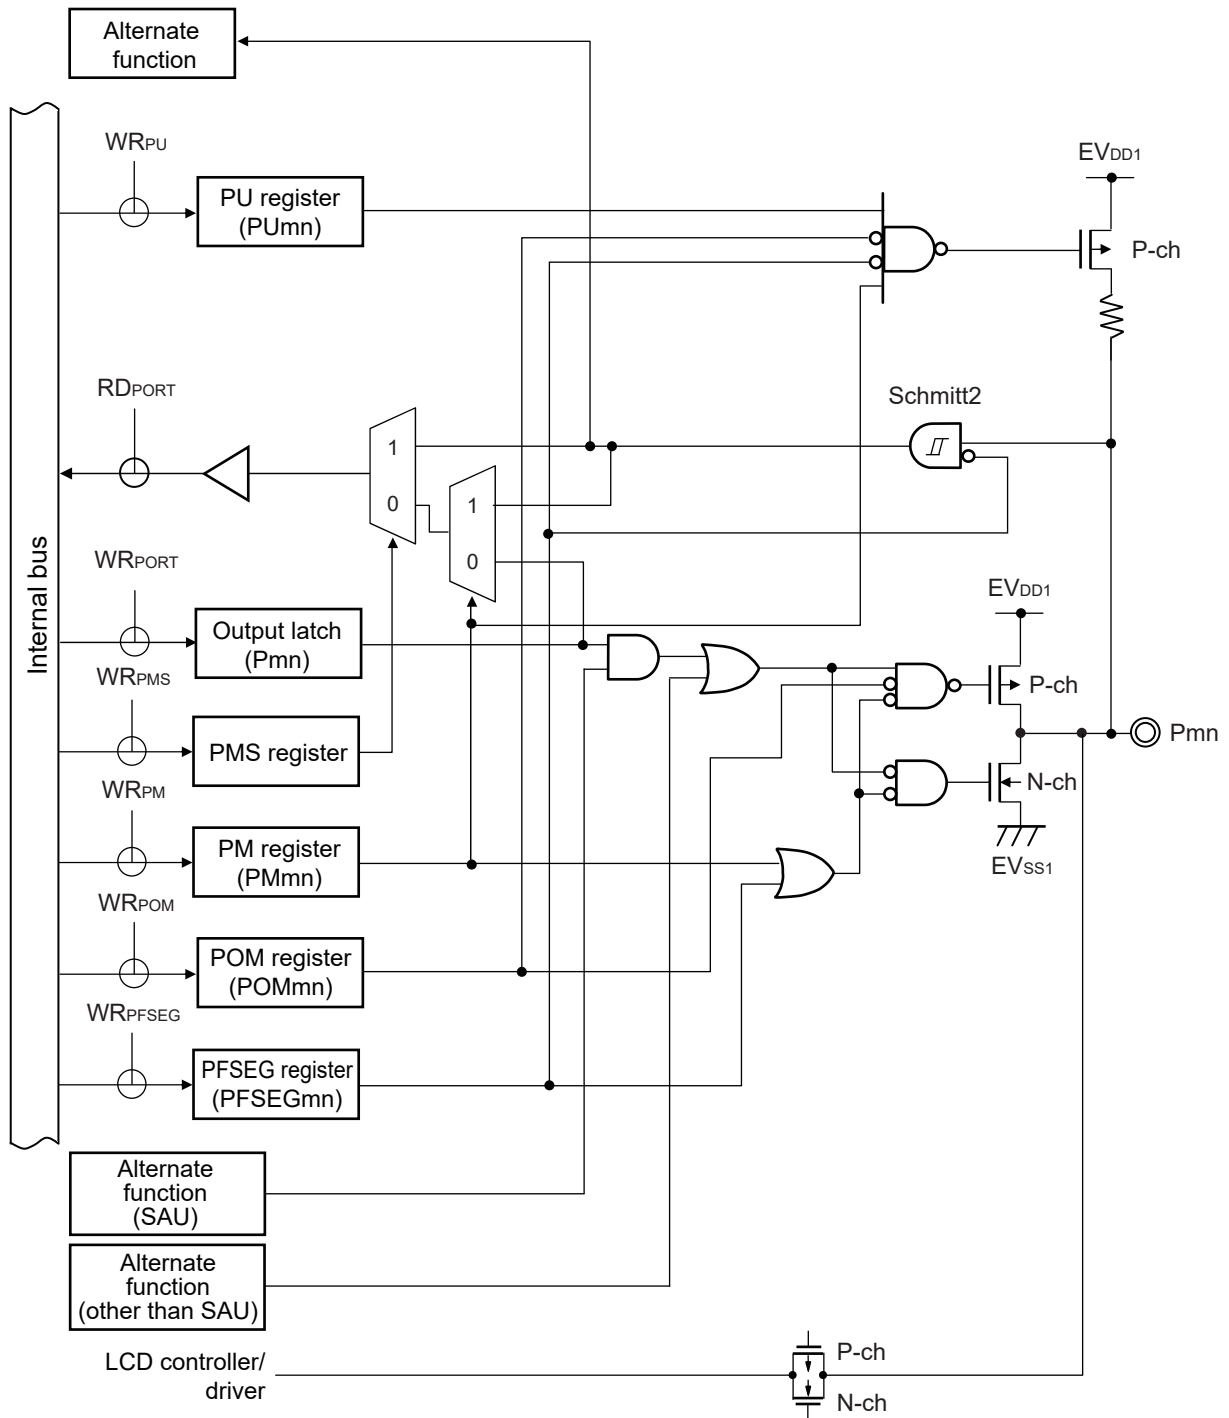 Alternate
function
WRPU
PU register
(PUmn)
EVDD1
P-ch
RDPORT
Schmitt2
1
0
1
0
Internal bus
WRPORT
Output latch
(Pmn)
EVDD1
P-ch
Pmn
WRPMS
PMS register
N-ch
EVSS1
WRPM
PM register
(PMmn)
WRPOM
POM register
(POMmn)
WRPFSEG
PFSEG register
(PFSEGmn)
Alternate
function
(SAU)
Alternate
function
(other than SAU)
LCD controller/
driver
P-ch
N-ch